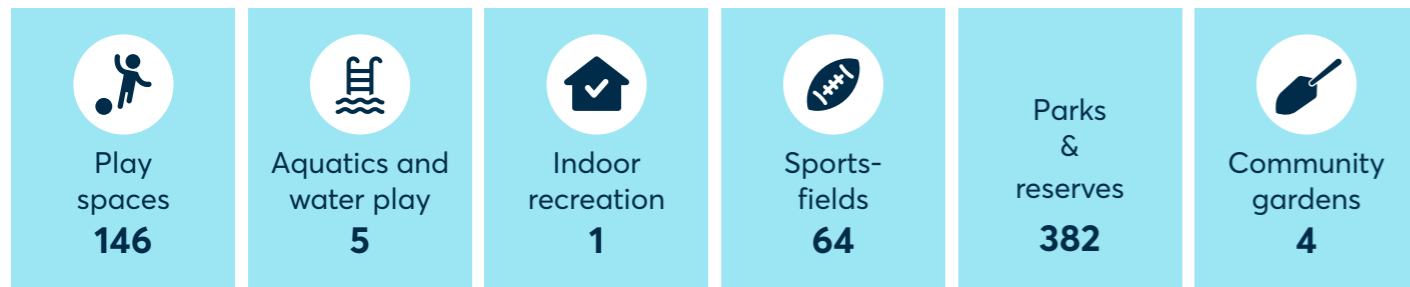 Play
spaces
146
Aquatics and
water play
5
Indoor
recreation
1
Sports-
fields
64
Parks
&
reserves
382
Community
gardens
4